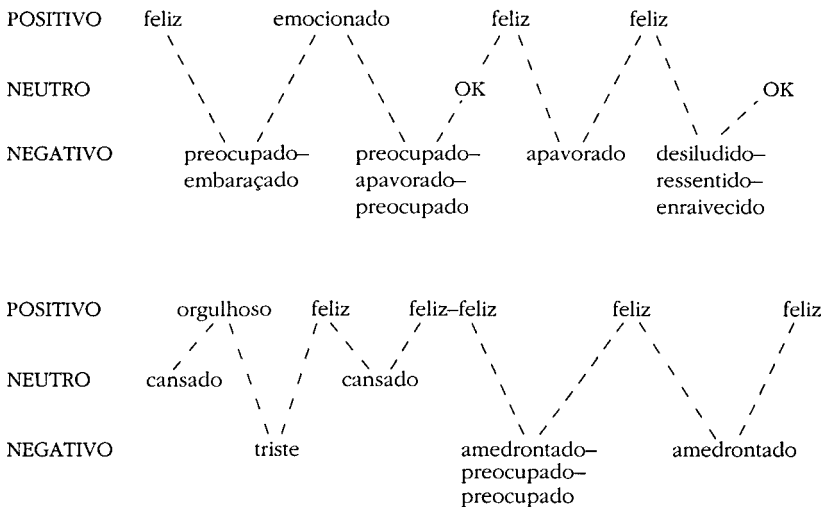 POSITIVO feliz emocionado feliz feliz
NEUTRO OK OK
NEGATIVO preocupado– preocupado– apavorado desiludido–
embaraçado apavorado– ressentido–
preocupado enraivecido
POSITIVO orgulhoso feliz feliz–feliz feliz feliz
NEUTRO cansado cansado
NEGATIVO triste amedrontado– amedrontado
preocupado–
preocupado